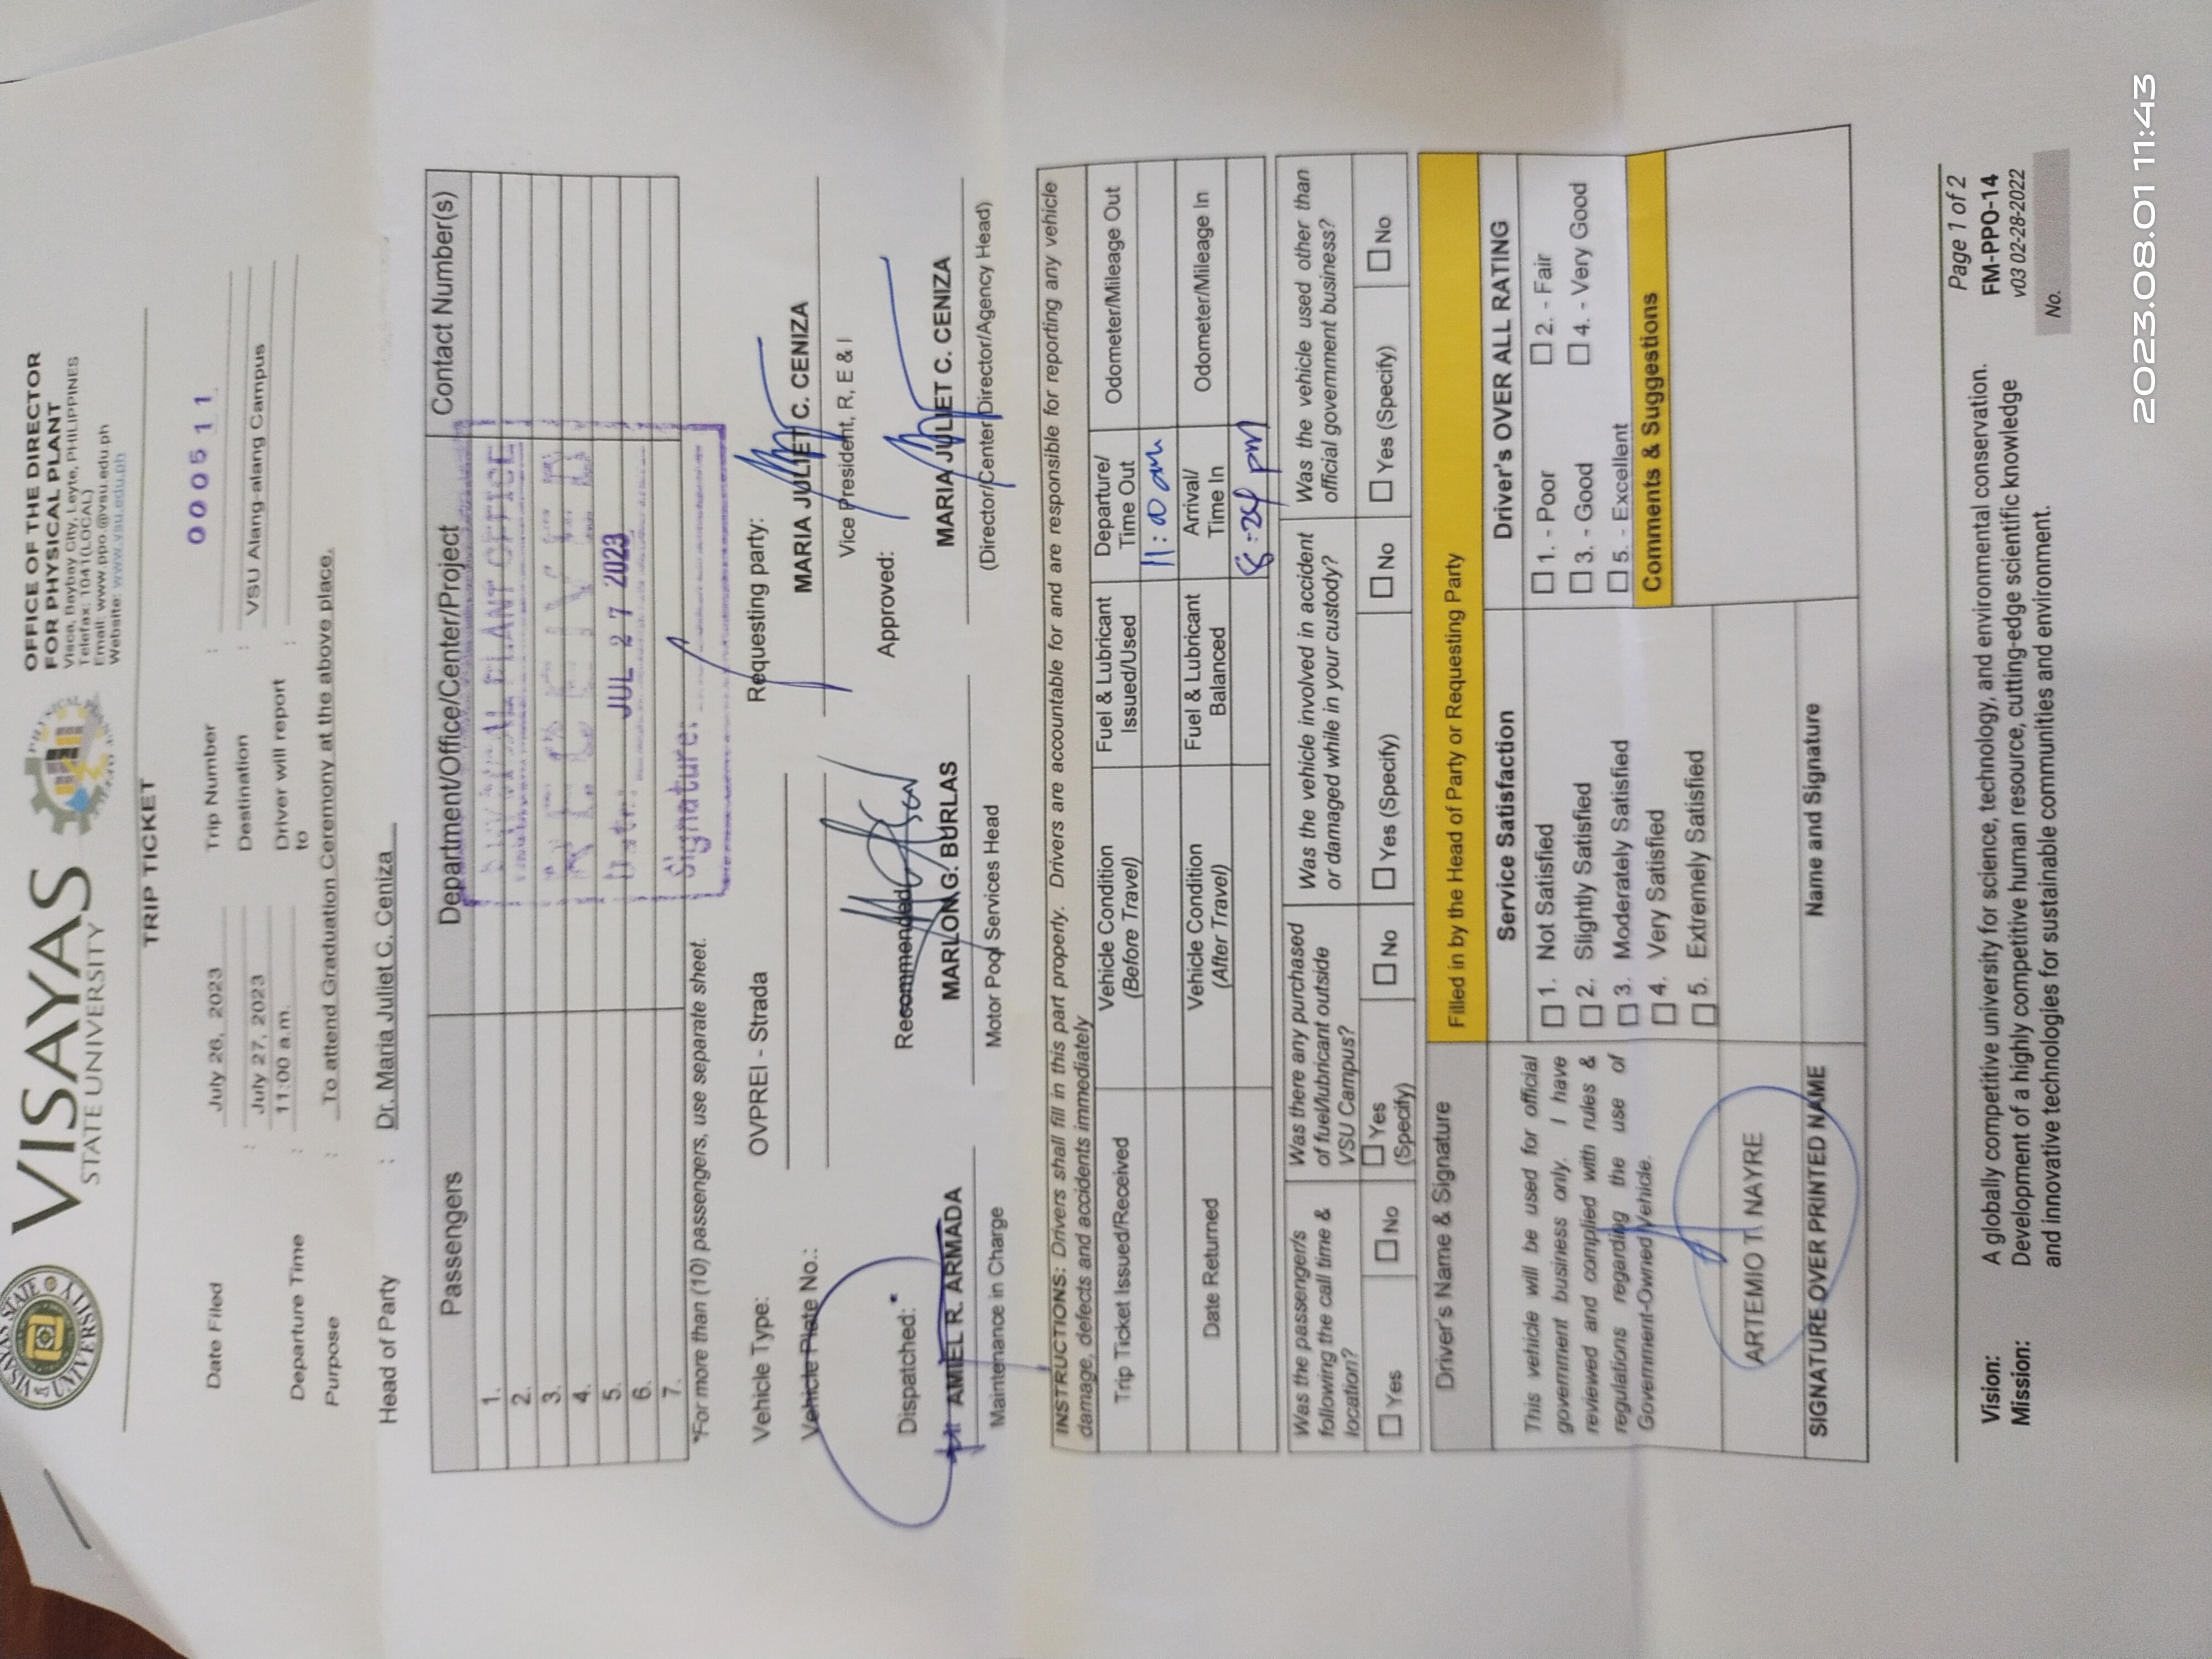 VISAYAS
STATE UNIVERSITY
OFFICE OF THE DIRECTOR
FOR PHYSICAL PLANT
Visca, Baybay City, Leyte, PHILIPPINES
Telefax: 1041(LOCAL)
Email: www.ppo.@vsu.edu.ph
Website: www.vsu.edu.ph
TRIP TICKET
000511
Date Filed July 26, 2023 Trip Number :
: July 27, 2023 Destination : VSU Alang-alang Campus
Departure Time : 11:00 a.m. Driver will report to :
Purpose : To attend Graduation Ceremony at the above place.
Head of Party : Dr. Maria Juliet C. Ceniza
Passengers Department/Office/Center/Project Contact Number(s)
1.
2.
3.
4.
5.
6.
7.
PLANT OFFICE
JUL 27 2023
Signature:
*For more than (10) passengers, use separate sheet.
Vehicle Type: OVPREI - Strada Requesting party:
Vehicle Plate No.: MARIA JULIET C. CENIZA
Vice President, R, E & I
Dispatched: Recommended Approved:
AMIEL R. ARMADA MARLON G. BURLAS MARIA JULIET C. CENIZA
Maintenance in Charge Motor Pool Services Head (Director/Center Director/Agency Head)
INSTRUCTIONS: Drivers shall fill in this part properly. Drivers are accountable for and are responsible for reporting any vehicle
damage, defects and accidents immediately
Trip Ticket Issued/Received Vehicle Condition (Before Travel) Fuel & Lubricant Issued/Used Departure/ Time Out Odometer/Mileage Out
11:00 am
Date Returned Vehicle Condition (After Travel) Fuel & Lubricant Balanced Arrival/ Time In Odometer/Mileage In
8:24 pm
Was the passenger/s following the call time & location? Was there any purchased of fuel/lubricant outside VSU Campus? Was the vehicle involved in accident or damaged while in your custody? Was the vehicle used other than official government business?
☐ Yes ☐ No ☐ Yes (Specify) ☐ No ☐ Yes (Specify) ☐ No ☐ Yes (Specify) ☐ No
Driver's Name & Signature Filled in by the Head of Party or Requesting Party
Service Satisfaction Driver's OVER ALL RATING
This vehicle will be used for official
government business only. I have
reviewed and complied with rules &
regulations regarding the use of
Government-Owned Vehicle.
☐ 1. Not Satisfied
☐ 2. Slightly Satisfied
☐ 3. Moderately Satisfied
☐ 4. Very Satisfied
☐ 5. Extremely Satisfied
☐ 1. - Poor ☐ 2. - Fair
☐ 3. - Good ☐ 4. - Very Good
☐ 5. - Excellent
Comments & Suggestions
ARTEMIO T. NAYRE
SIGNATURE OVER PRINTED NAME Name and Signature
Vision: A globally competitive university for science, technology, and environmental conservation.
Mission: Development of a highly competitive human resource, cutting-edge scientific knowledge
and innovative technologies for sustainable communities and environment.
Page 1 of 2
FM-PPO-14
v03 02-28-2022
No.
2023.08.01 11:43